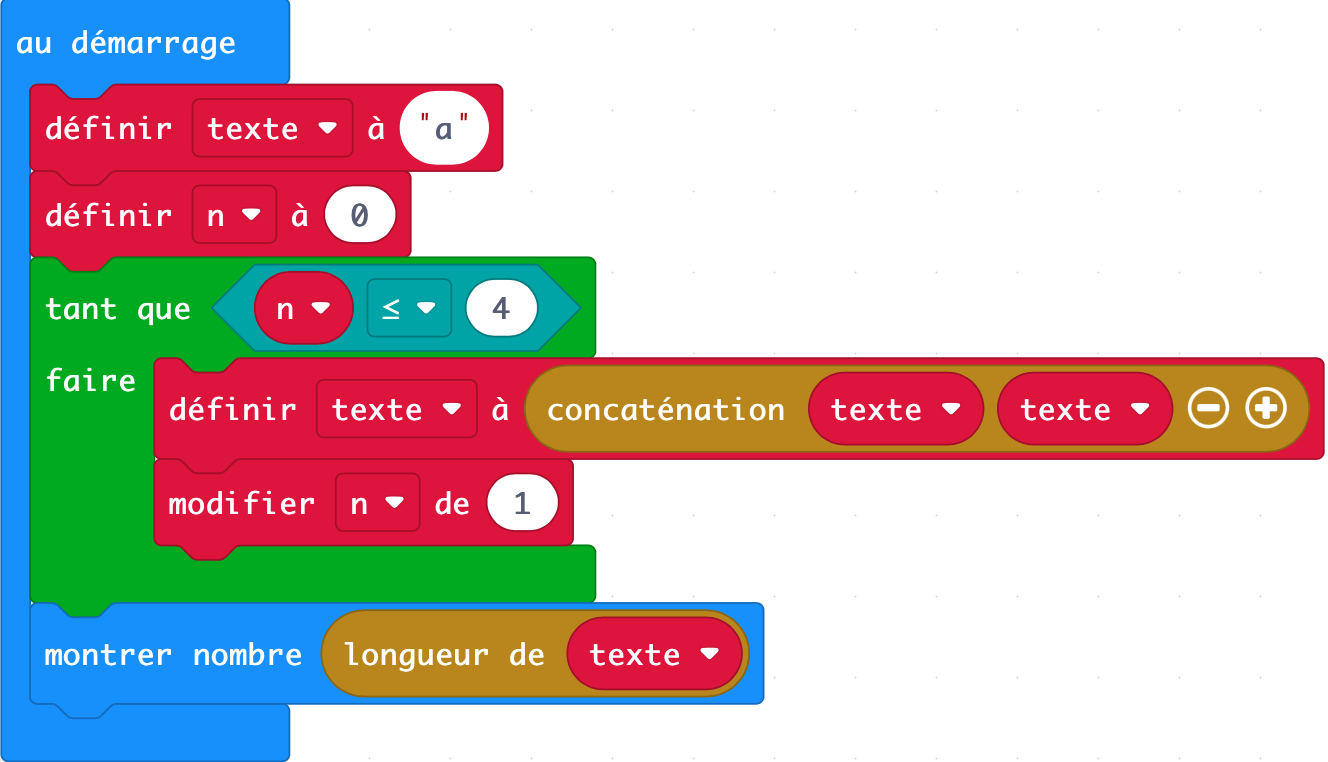 au démarrage
définir texte à "a"
définir n à 0
tant que n ≤ 4
faire
définir texte à concaténation texte texte
modifier n de 1
montrer nombre longueur de texte